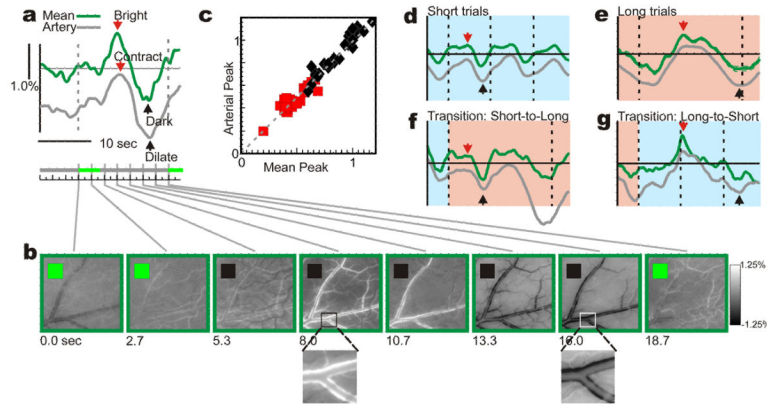 a
Mean
Artery
Bright
Contract
1.0%
Dark
Dilate
10 sec
c
Arterial Peak
1
0
0
1
Mean Peak
d
Short trials
e
Long trials
f
Transition: Short-to-Long
g
Transition: Long-to-Short
b
0.0 sec
2.7
5.3
8.0
10.7
13.3
16.0
18.7
1.25%
-1.25%